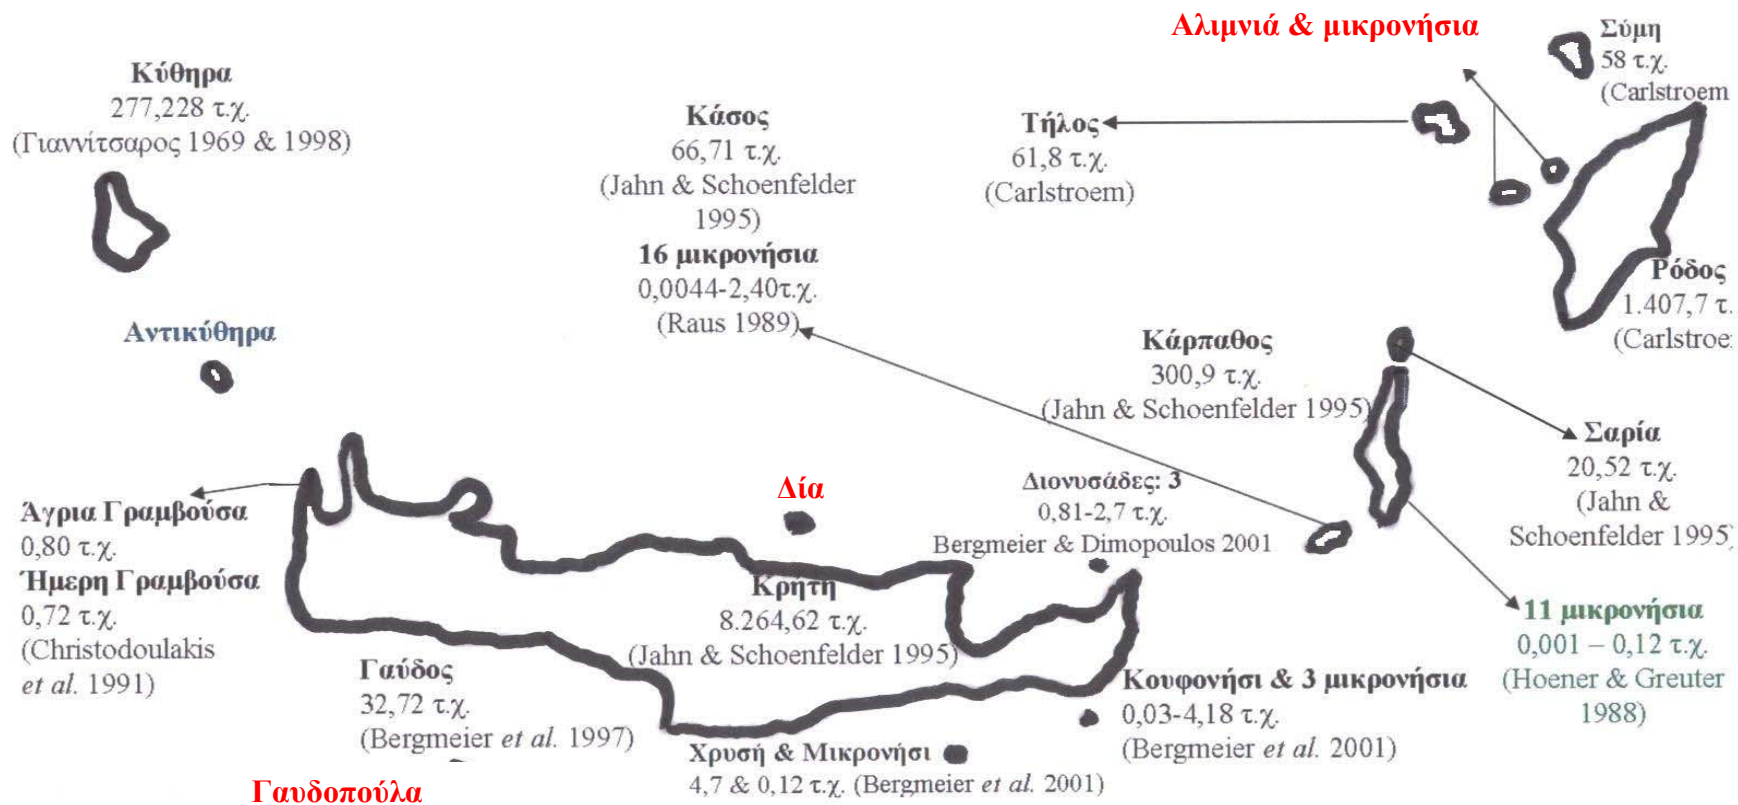 Αλιμνιά & μικρονήσια
Σύμη
58 τ.χ.
(Carlstroem
Κύθηρα
277,228 τ.χ.
(Γιαννίτσαρος 1969 & 1998)
Κάσος
66,71 τ.χ.
(Jahn & Schoenfelder
1995)
16 μικρονήσια
0,0044-2,40τ.χ.
(Raus 1989)
Τήλος
61,8 τ.χ.
(Carlstroem)
Ρόδος
1.407,7 τ.
(Carlstroe
Αντικύθηρα
Κάρπαθος
300,9 τ.χ.
(Jahn & Schoenfelder 1995)
Σαρία
20,52 τ.χ.
(Jahn &
Schoenfelder 1995)
Άγρια Γραμβούσα
0,80 τ.χ.
Ήμερη Γραμβούσα
0,72 τ.χ.
(Christodoulakis
et al. 1991)
Δία
Διονυσάδες: 3
0,81-2,7 τ.χ.
Bergmeier & Dimopoulos 2001
Κρήτη
8.264,62 τ.χ.
(Jahn & Schoenfelder 1995)
11 μικρονήσια
0,001 – 0,12 τ.χ.
(Hoener & Greuter
1988)
Γαύδος
32,72 τ.χ.
(Bergmeier et al. 1997)
Κουφονήσι & 3 μικρονήσια
0,03-4,18 τ.χ.
(Bergmeier et al. 2001)
Χρυσή & Μικρονήσι
4,7 & 0,12 τ.χ. (Bergmeier et al. 2001)
Γαυδοπούλα